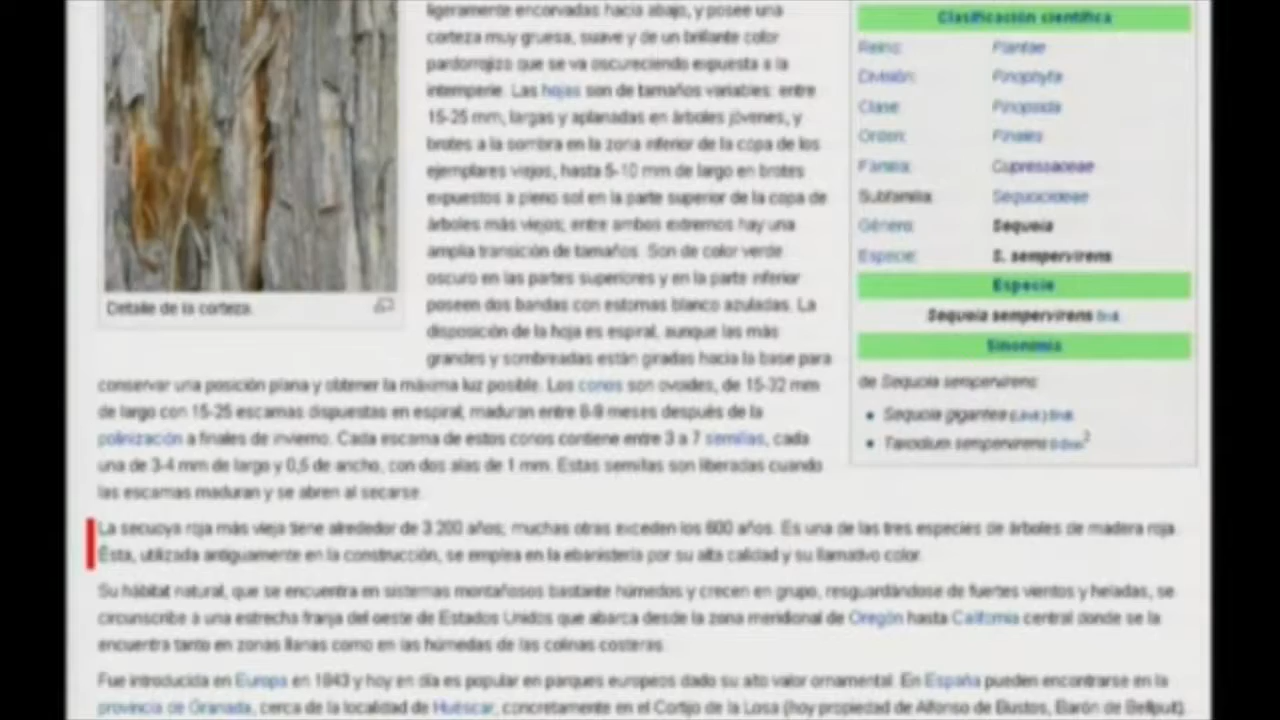 ligeramente encorvadas hacia abajo, y posee una
corteza muy gruesa, suave y de un brillante color
pardorrojizo que se va oscureciendo expuesta a la
intemperie. Las hojas son de tamaños variables: entre
15-25 mm, largas y aplanadas en árboles jóvenes, y
brotes a la sombra en la zona inferior de la copa de los
ejemplares viejos, hasta 5-10 mm de largo en brotes
expuestos a pleno sol en la parte superior de la copa de
árboles más viejos; entre ambos extremos hay una
amplia transición de tamaños. Son de color verde
oscuro en las partes superiores y en la parte inferior
poseen dos bandas con estomas blanco azuladas. La
disposición de la hoja es espiral, aunque las más
grandes y sombreadas están giradas hacia la base para
conservar una posición plana y obtener la máxima luz posible. Los conos son ovoides, de 15-32 mm
de largo con 15-25 escamas dispuestas en espiral, maduran entre 8-9 meses después de la
polinización a finales de invierno. Cada escama de estos conos contiene entre 3 a 7 semillas, cada
una de 3-4 mm de largo y 0,5 de ancho, con dos alas de 1 mm. Estas semillas son liberadas cuando
las escamas maduran y se abren al secarse.
Detalle de la corteza.
La secuoya roja más vieja tiene alrededor de 3 200 años; muchas otras exceden los 600 años. Es una de las tres especies de árboles de madera roja.
Ésta, utilizada antiguamente en la construcción, se emplea en la ebanistería por su alta calidad y su llamativo color.
Su hábitat natural, que se encuentra en sistemas montañosos bastante húmedos y crecen en grupo, resguardándose de fuertes vientos y heladas, se
circunscribe a una estrecha franja del oeste de Estados Unidos que abarca desde la zona meridional de Oregón hasta California central donde se la
encuentra tanto en zonas llanas como en las húmedas de las colinas costeras.
Fue introducida en Europa en 1843 y hoy en día es popular en parques europeos dado su alto valor ornamental. En España pueden encontrarse en la
provincia de Granada, cerca de la localidad de Huéscar, concretamente en el Cortijo de la Losa (hoy propiedad de Alfonso de Bustos, Barón de Bellpuig).
Clasificación científica
Reino: Plantae
División: Pinophyta
Clase: Pinopsida
Orden: Pinales
Familia: Cupressaceae
Subfamilia: Sequoioideae
Género: Sequoia
Especie: S. sempervirens
Especie
Sequoia sempervirens
Sinonimia
de Sequoia sempervirens:
• Sequoia gigantea
• Taxodium sempervirens 2